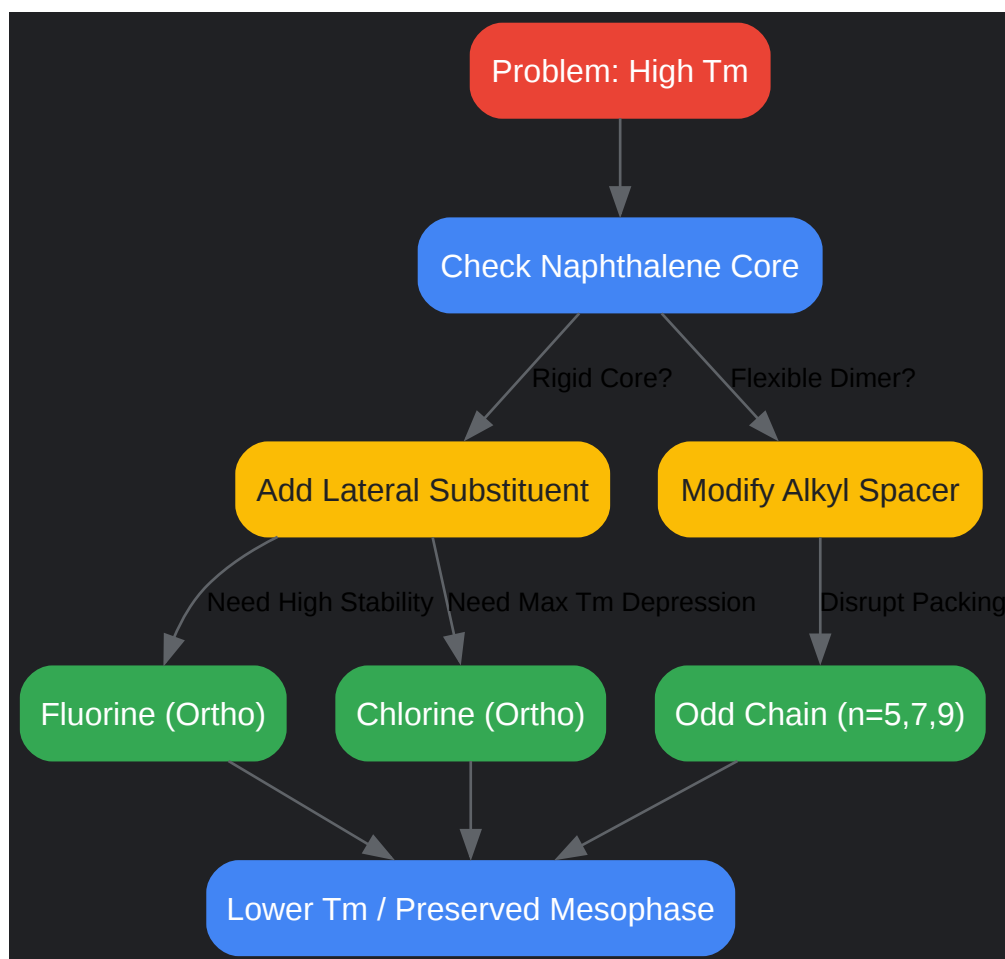 Problem: High Tm
Check Naphthalene Core
Rigid Core?
Flexible Dimer?
Add Lateral Substituent
Modify Alkyl Spacer
Need High Stability
Need Max Tm Depression
Disrupt Packing
Fluorine (Ortho)
Chlorine (Ortho)
Odd Chain (n=5,7,9)
Lower Tm / Preserved Mesophase